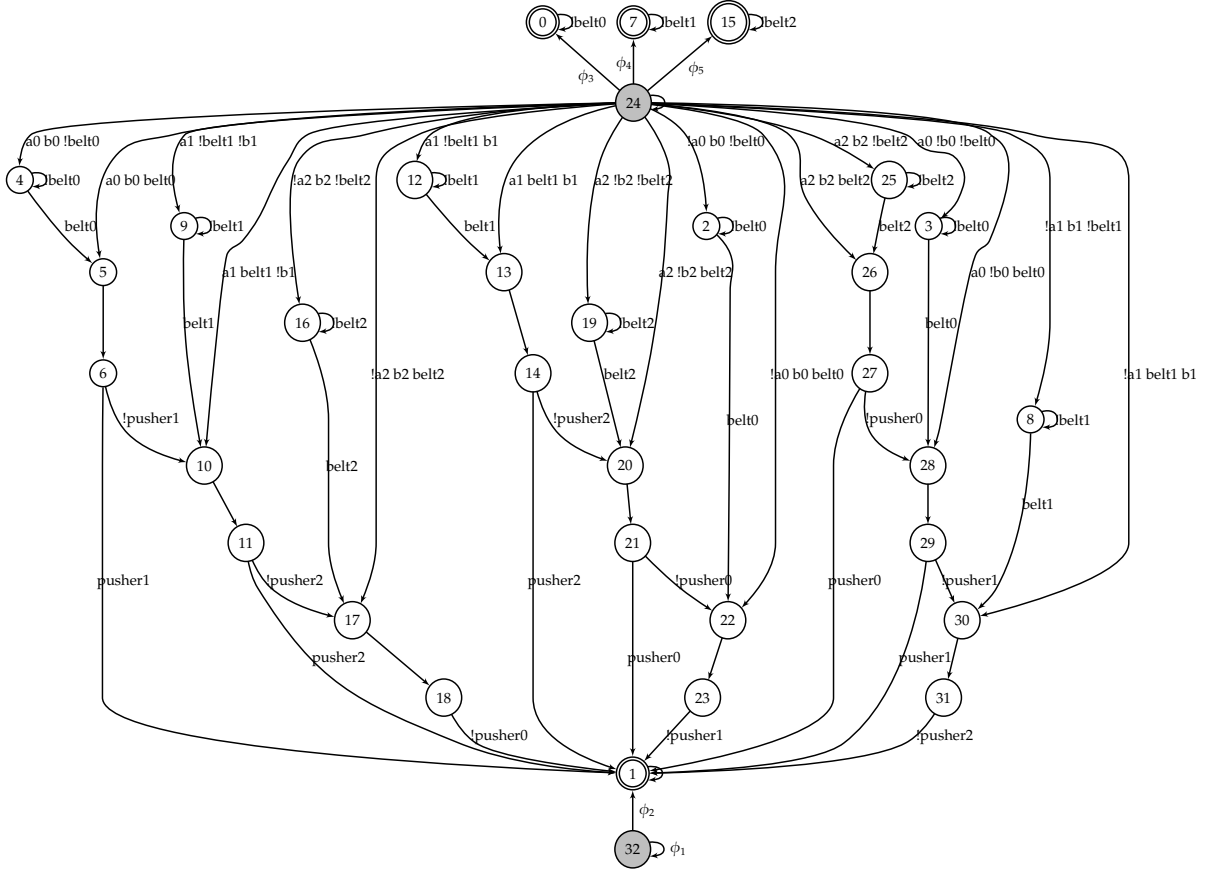 0 !belt0 7 !belt1 15 !belt2
ϕ3 ϕ4 ϕ5
24
a0 b0 !belt0 a1 !belt1 !b1 a1 !belt1 b1 !a0 b0 !belt0 a2 b2 !belt2 a0 !b0 !belt0
4 !belt0 a0 b0 belt0 !a2 b2 !belt2 12 !belt1 a1 belt1 b1 a2 !b2 !belt2 a2 b2 belt2 25 !belt2
belt0 9 !belt1 belt1 2 !belt0 belt2 3 !belt0 !a1 b1 !belt1
5 a1 belt1 !b1 13 a2 !b2 belt2 26 a0 !b0 belt0
belt1 16 !belt2 19 !belt2 belt0
6 !a2 b2 belt2 14 belt2 !a0 b0 belt0 27 !a1 belt1 b1
!pusher1 !pusher2 belt0 !pusher0 8 !belt1
10 belt2 20 28
belt1
11 21 29
pusher1 !pusher2 pusher2 !pusher0 pusher0 !pusher1
17 22 30
pusher2 pusher0 pusher1
18 23 31
!pusher0 !pusher1 !pusher2
1
ϕ2
32 ϕ1